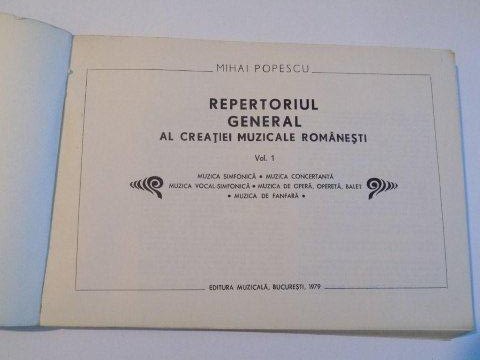 MIHAI POPESCU
REPERTORIUL
GENERAL
AL CREAȚIEI MUZICALE ROMÂNEȘTI
Vol. 1
MUZICA SIMFONICĂ • MUZICA CONCERTANTĂ
MUZICA VOCAL-SIMFONICĂ • MUZICA DE OPERĂ, OPERETĂ, BALET
• MUZICA DE FANFARĂ •
EDITURA MUZICALĂ, BUCUREȘTI, 1979